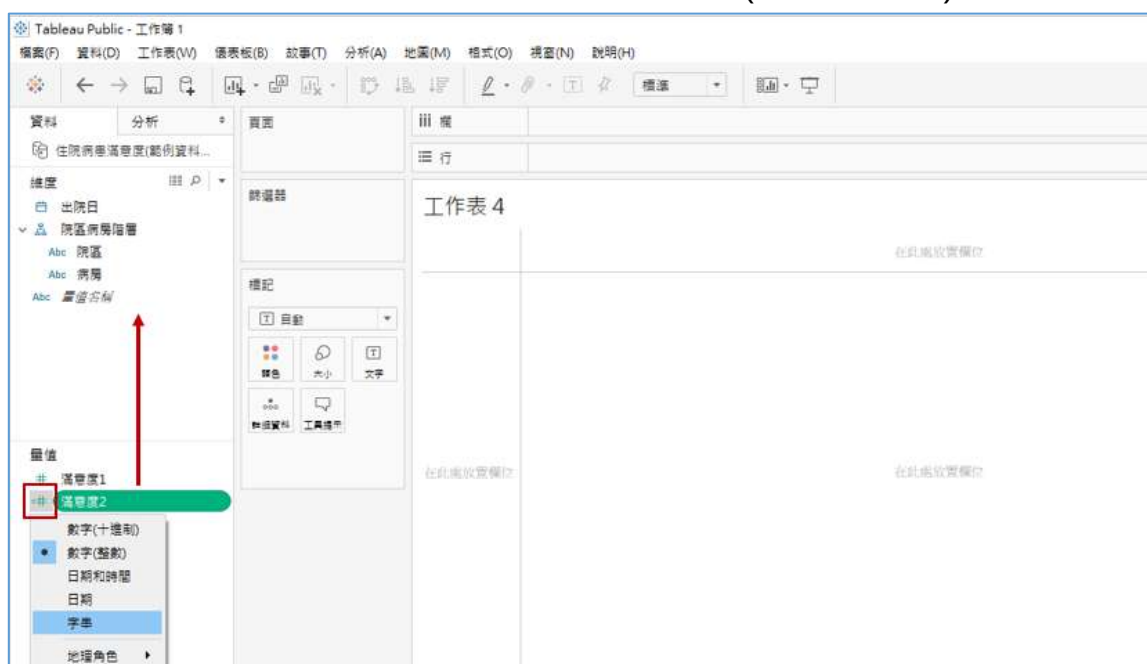 Tableau Public - 工作簿 1
檔案(F) 資料(D) 工作表(W) 儀表板(B) 故事(T) 分析(A) 地圖(M) 格式(O) 視窗(N) 說明(H)
標準
資料 分析
頁面
iii 欄
住院病患滿意度(範例資料...
行
維度
篩選器
工作表 4
出院日
院區病房階層
在此處放置欄位
Abc 院區
Abc 病房
標記
Abc 量值名稱
自動
顏色 大小 文字
詳細資料 工具提示
量值
在此處放置欄位
在此處放置欄位
# 滿意度1
# 滿意度2
數字(十進制)
數字(整數)
日期和時間
日期
字串
地理角色